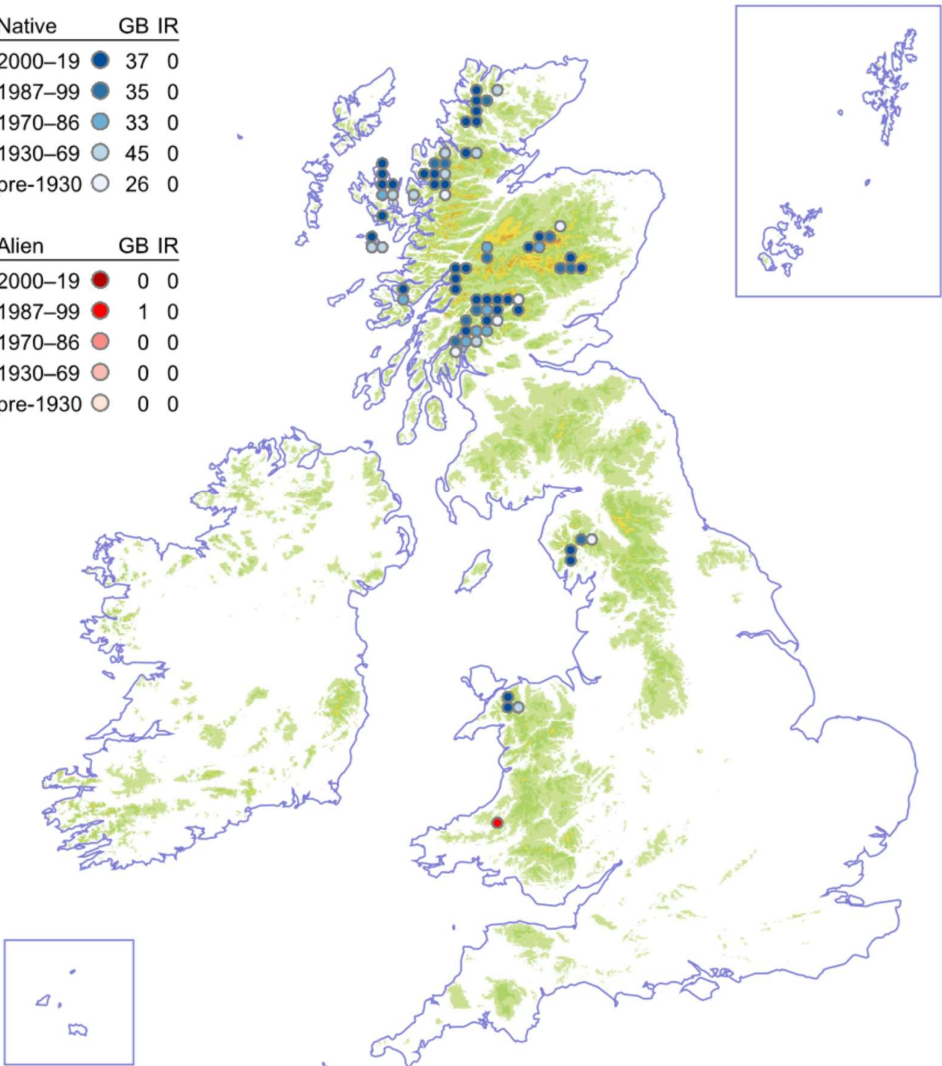 Native GB IR
2000–19 37 0
1987–99 35 0
1970–86 33 0
1930–69 45 0
pre-1930 26 0
Alien GB IR
2000–19 0 0
1987–99 1 0
1970–86 0 0
1930–69 0 0
pre-1930 0 0